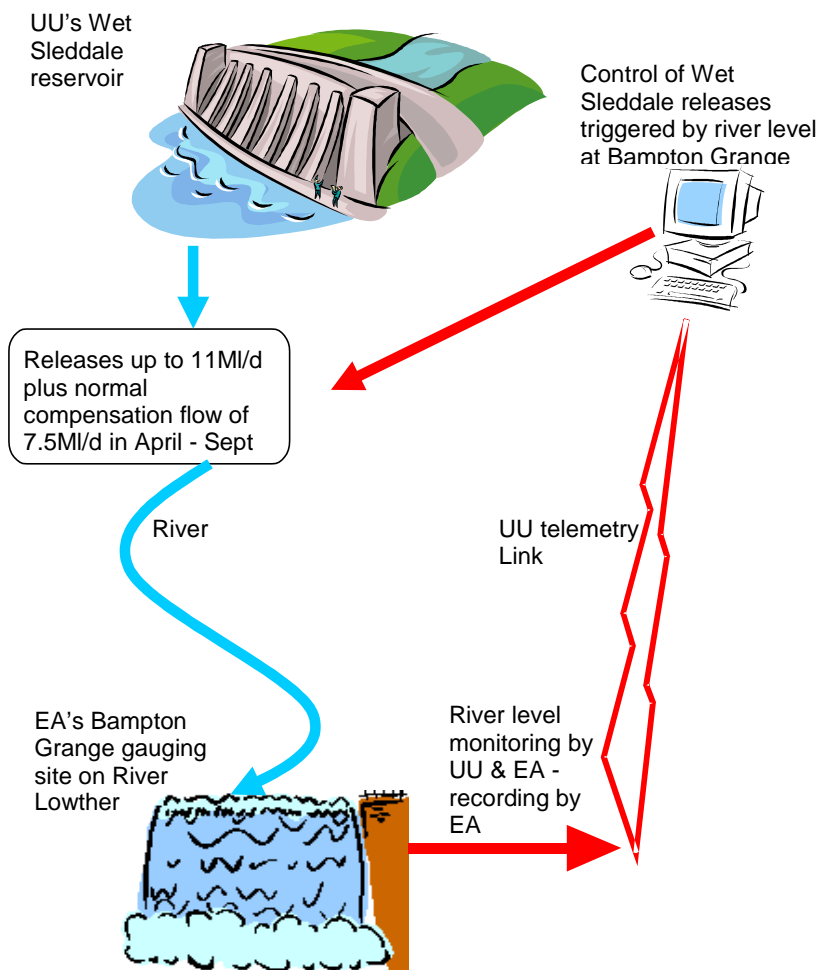 UU's Wet
Sleddale
reservoir
Control of Wet
Sleddale releases
triggered by river level
at Bampton Grange
Releases up to 11Ml/d
plus normal
compensation flow of
7.5Ml/d in April - Sept
River
UU telemetry
Link
EA's Bampton
Grange gauging
site on River
Lowther
River level
monitoring by
UU & EA -
recording by
EA